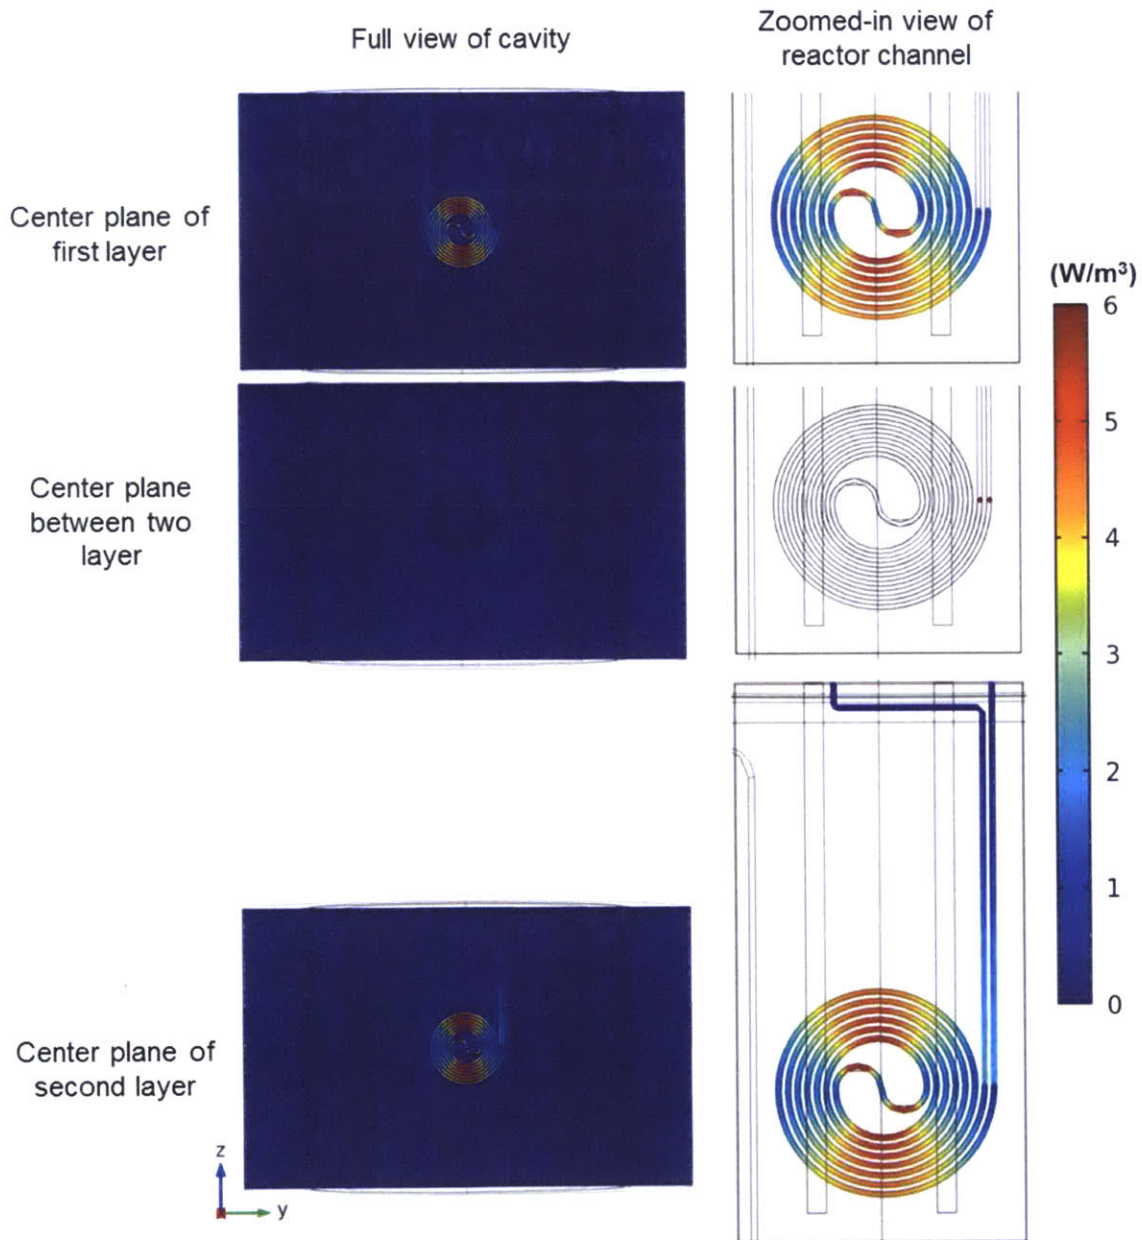 Full view of cavity
Zoomed-in view of
reactor channel
Center plane of
first layer
(W/m³)
6
5
4
3
2
1
0
Center plane
between two
layer
Center plane of
second layer
z
y